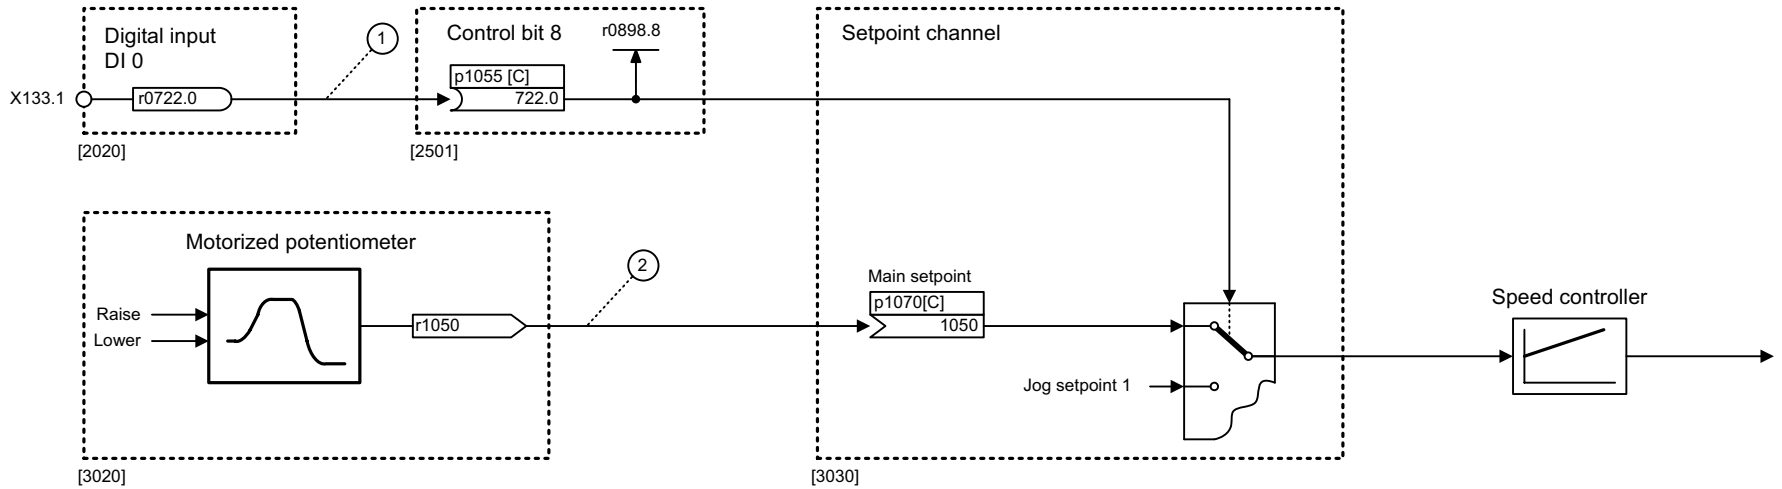 Digital input
DI 0
X133.1
r0722.0
[2020]
1
Control bit 8
r0898.8
p1055 [C]
722.0
[2501]
Setpoint channel
Motorized potentiometer
Raise
Lower
r1050
[3020]
2
Main setpoint
p1070[C]
1050
Jog setpoint 1
[3030]
Speed controller